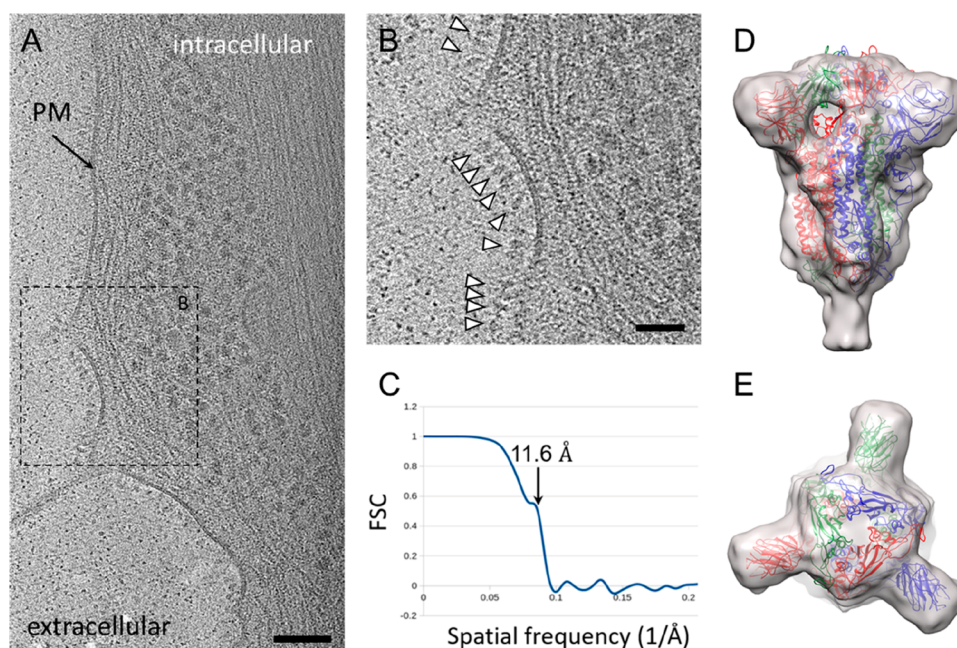 A
intracellular
PM
B
extracellular
B
C
1.2
1
0.8
0.6
0.4
0.2
0
-0.2
FSC
11.6 Å
0
0.05
0.1
0.15
0.2
Spatial frequency (1/Å)
D
E